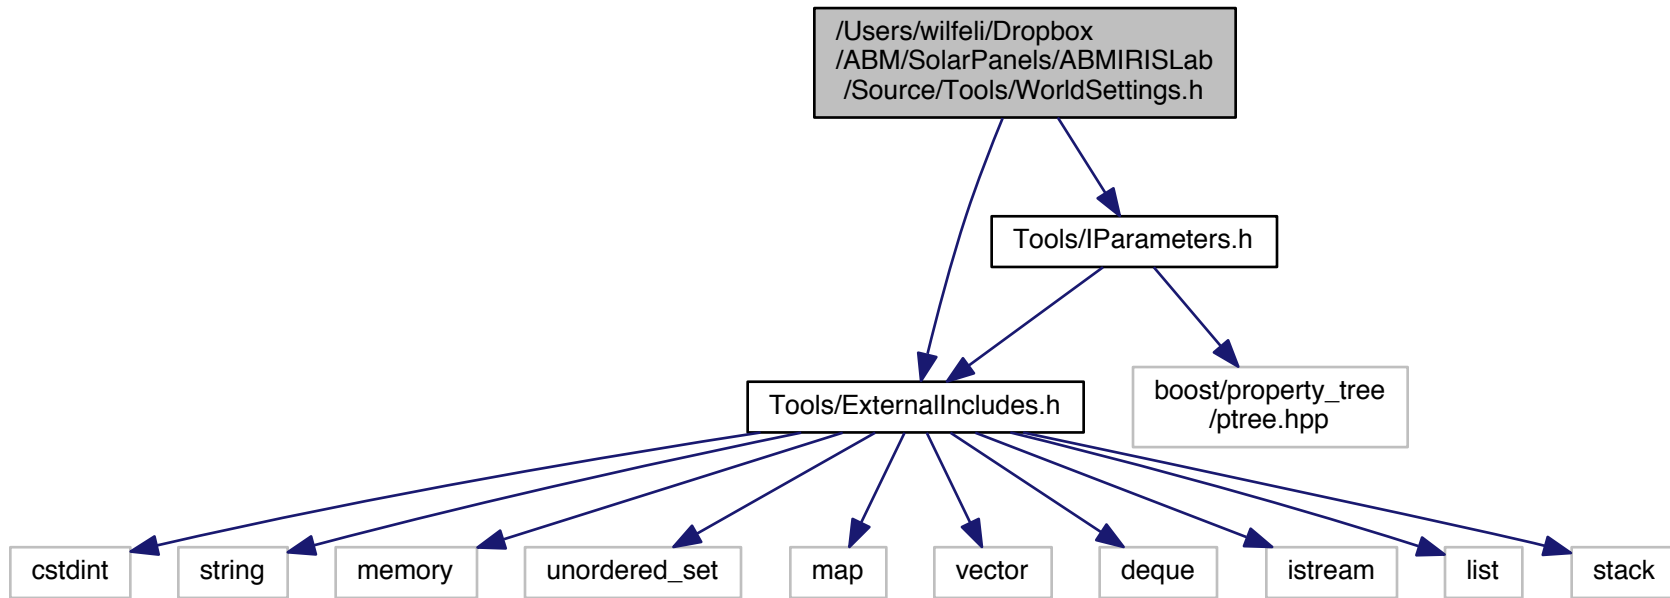 /Users/wilfeli/Dropbox
/ABM/SolarPanels/ABMIRISLab
/Source/Tools/WorldSettings.h
Tools/IParameters.h
Tools/ExternalIncludes.h
boost/property_tree
/ptree.hpp
cstdint
string
memory
unordered_set
map
vector
deque
istream
list
stack